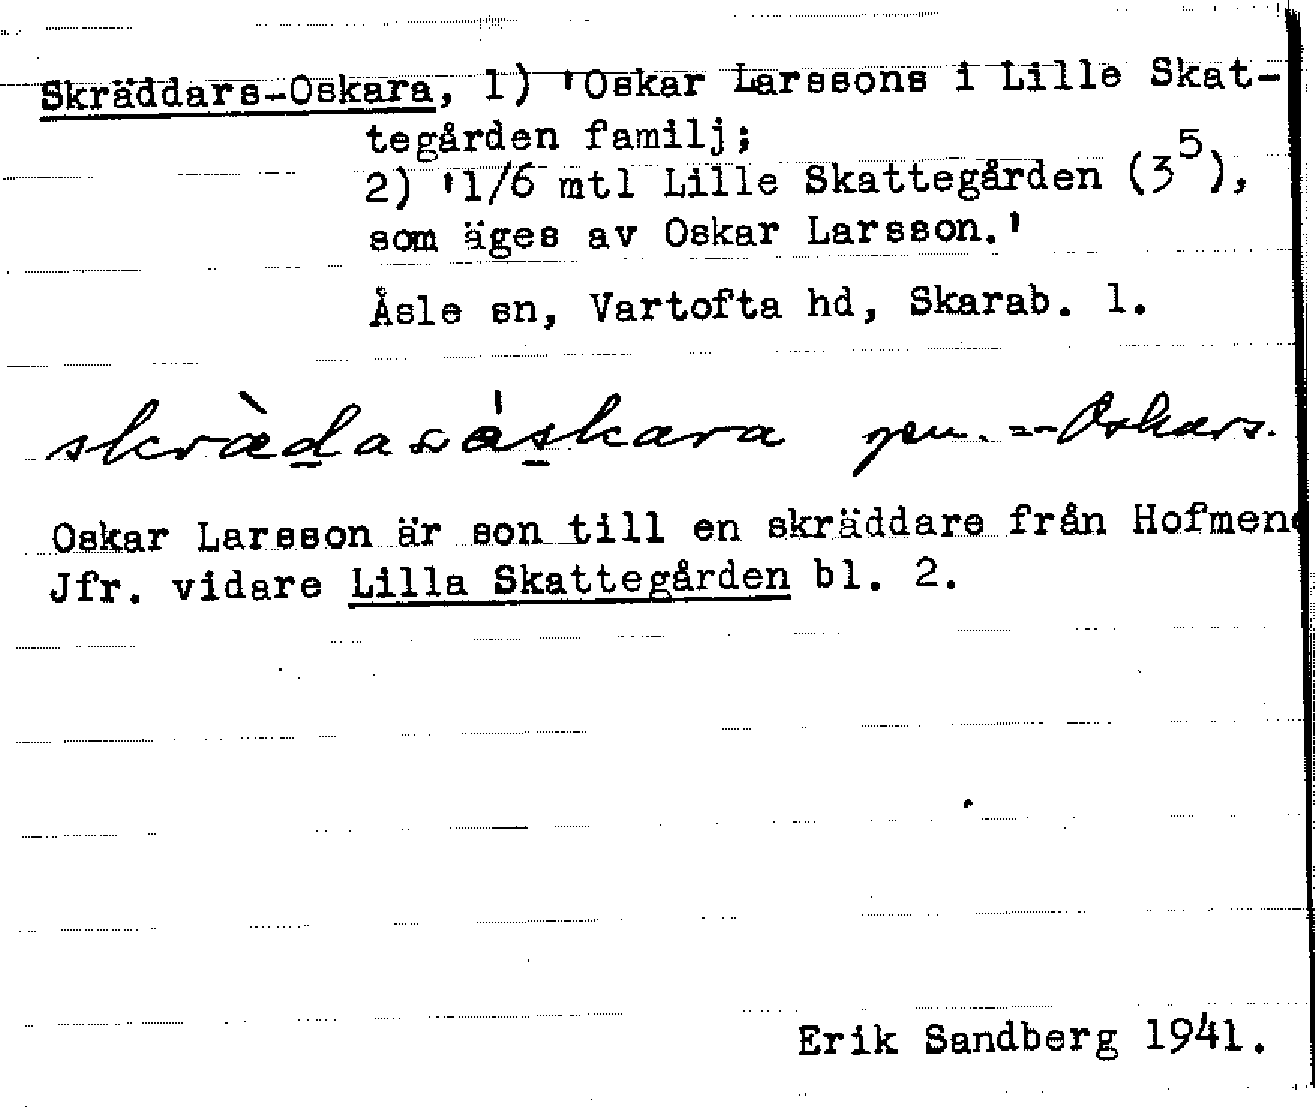 Skräddars-Oskara, 1) 'Oskar Larssons i Lille Skat-
tegården familj;
2) '1/6 mtl Lille Skattegården (3⁵),
som äges av Oskar Larsson.'
Åsle sn, Vartofta hd, Skarab. l.
gen. = Oskars.
Oskar Larsson är son till en skräddare från Hofmen
Jfr. vidare Lilla Skattegården bl. 2.
Erik Sandberg 1941.